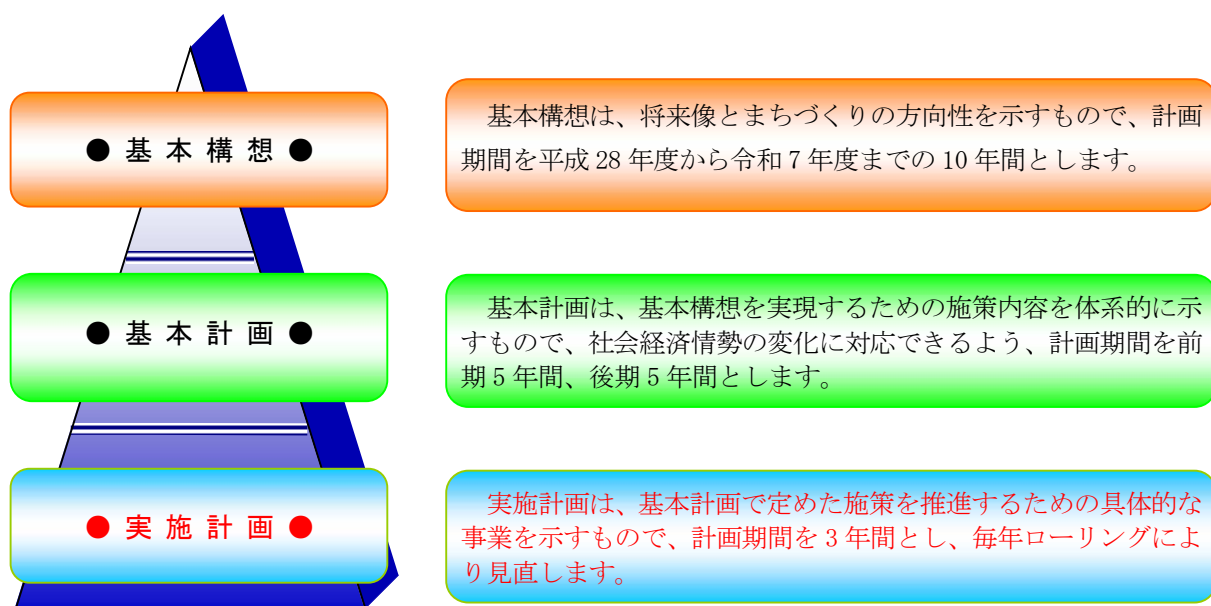 ● 基 本 構 想 ●
基本構想は、将来像とまちづくりの方向性を示すもので、計画
期間を平成 28 年度から令和 7 年度までの 10 年間とします。
● 基 本 計 画 ●
基本計画は、基本構想を実現するための施策内容を体系的に示
すもので、社会経済情勢の変化に対応できるよう、計画期間を前
期 5 年間、後期 5 年間とします。
● 実 施 計 画 ●
実施計画は、基本計画で定めた施策を推進するための具体的な
事業を示すもので、計画期間を 3 年間とし、毎年ローリングによ
り見直します。